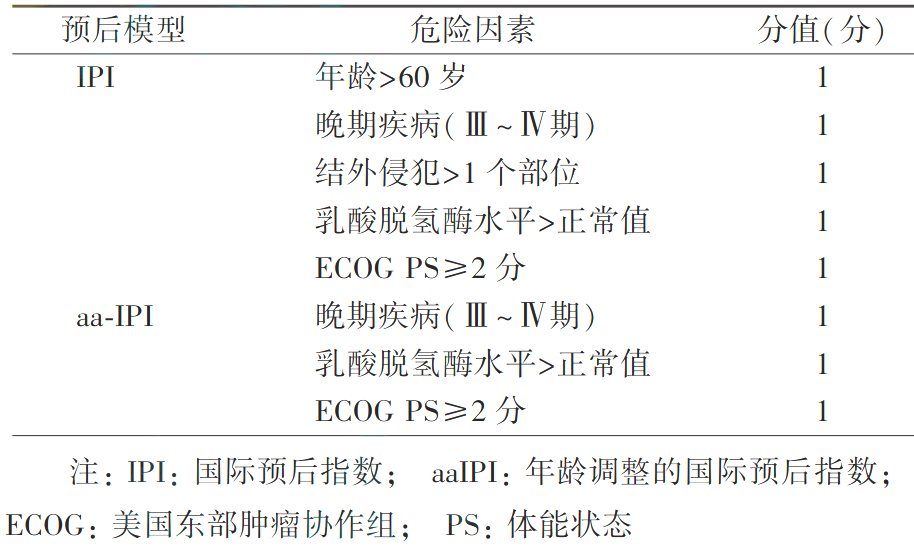 预后模型 危险因素 分值(分)
IPI 年龄>60 岁 1
晚期疾病(Ⅲ~Ⅳ期) 1
结外侵犯>1 个部位 1
乳酸脱氢酶水平>正常值 1
ECOG PS≥2 分 1
aa-IPI 晚期疾病(Ⅲ~Ⅳ期) 1
乳酸脱氢酶水平>正常值 1
ECOG PS≥2 分 1
注: IPI: 国际预后指数; aaIPI: 年龄调整的国际预后指数;
ECOG: 美国东部肿瘤协作组; PS: 体能状态